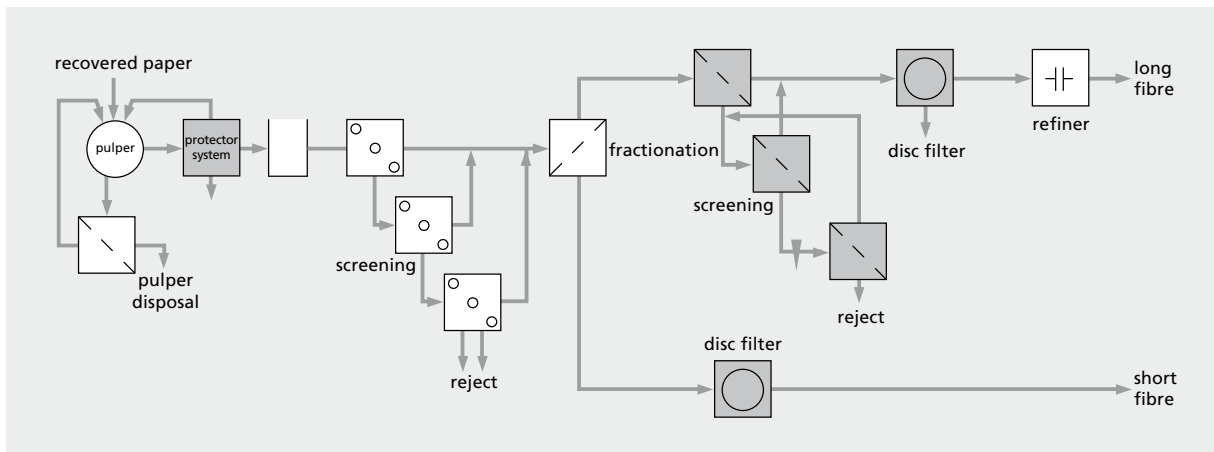 recovered paper
pulper
protector
system
pulper
disposal
screening
reject
fractionation
screening
reject
disc filter
refiner
long
fibre
disc filter
short
fibre